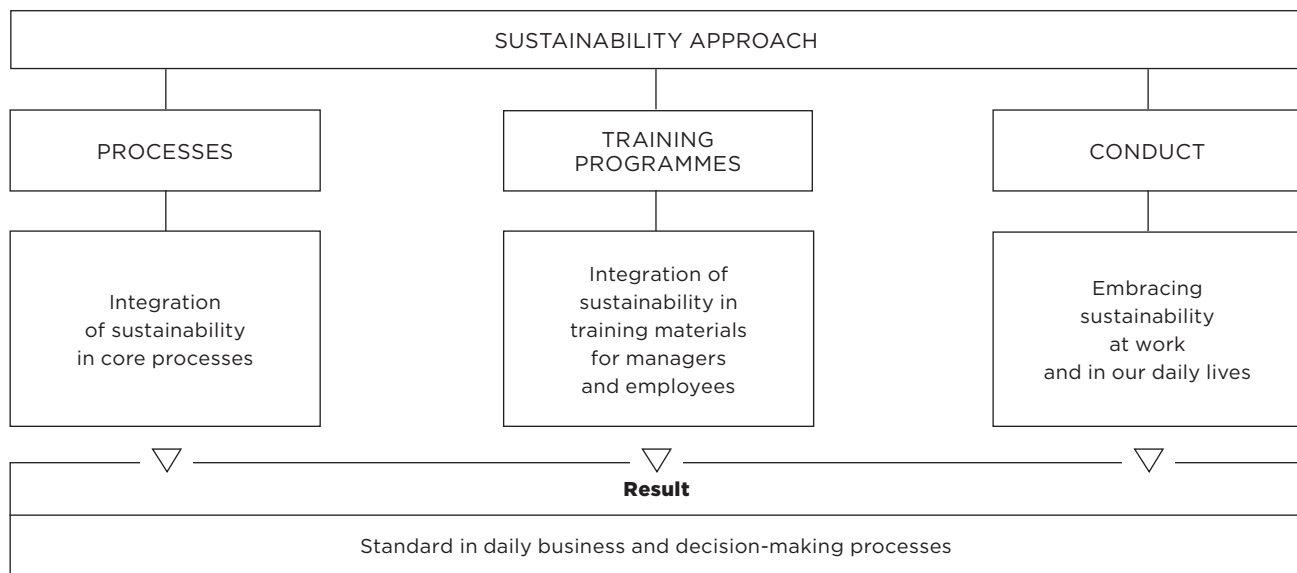 SUSTAINABILITY APPROACH
PROCESSES
TRAINING
PROGRAMMES
CONDUCT
Integration
of sustainability
in core processes
Integration of
sustainability in
training materials
for managers
and employees
Embracing
sustainability
at work
and in our daily lives
Result
Standard in daily business and decision-making processes